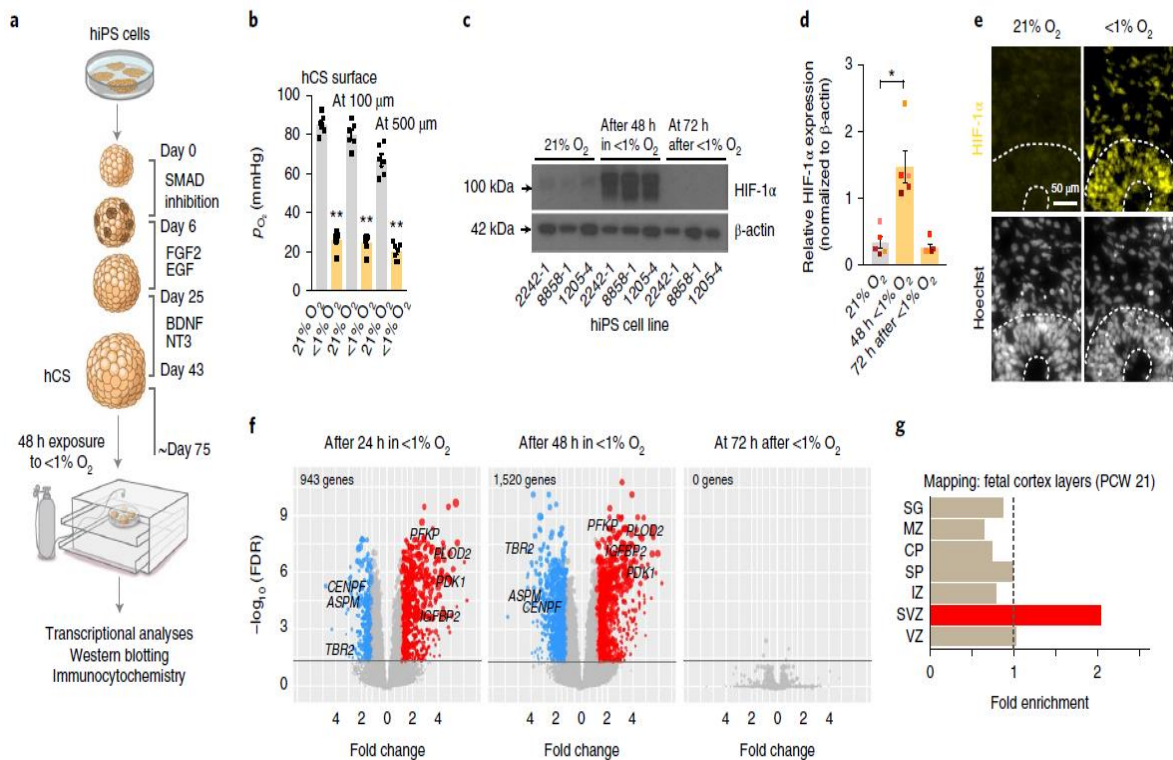 a
hiPS cells
Day 0
SMAD
inhibition
Day 6
FGF2
EGF
Day 25
BDNF
NT3
hCS
Day 43
~Day 75
48 h exposure
to <1% O2
Transcriptional analyses
Western blotting
Immunocytochemistry
b
hCS surface
At 100 μm
At 500 μm
PO2 (mmHg)
100
80
60
40
20
0
**
**
**
21% O2
<1% O2
21% O2
<1% O2
21% O2
<1% O2
c
21% O2
After 48 h
in <1% O2
At 72 h
after <1% O2
100 kDa
HIF-1α
42 kDa
β-actin
2242-1
8858-1
1205-4
2242-1
8858-1
1205-4
2242-1
8858-1
1205-4
hiPS cell line
d
Relative HIF-1α expression
(normalized to β-actin)
3
2
1
0
*
21% O2
48 h <1% O2
72 h after <1% O2
e
21% O2
<1% O2
HIF-1α
50 μm
Hoechst
f
After 24 h in <1% O2
After 48 h in <1% O2
At 72 h after <1% O2
943 genes
1,520 genes
0 genes
–log10 (FDR)
9
6
3
0
PFKP
PLOD2
CENPF
ASPM
PDK1
IGFBP2
TBR2
PFKP
PLOD2
TBR2
IGFBP2
PDK1
ASPM
CENPF
4 2 0 2 4
4 2 0 2 4
4 2 0 2 4
Fold change
Fold change
Fold change
g
Mapping: fetal cortex layers (PCW 21)
SG
MZ
CP
SP
IZ
SVZ
VZ
0 1 2
Fold enrichment